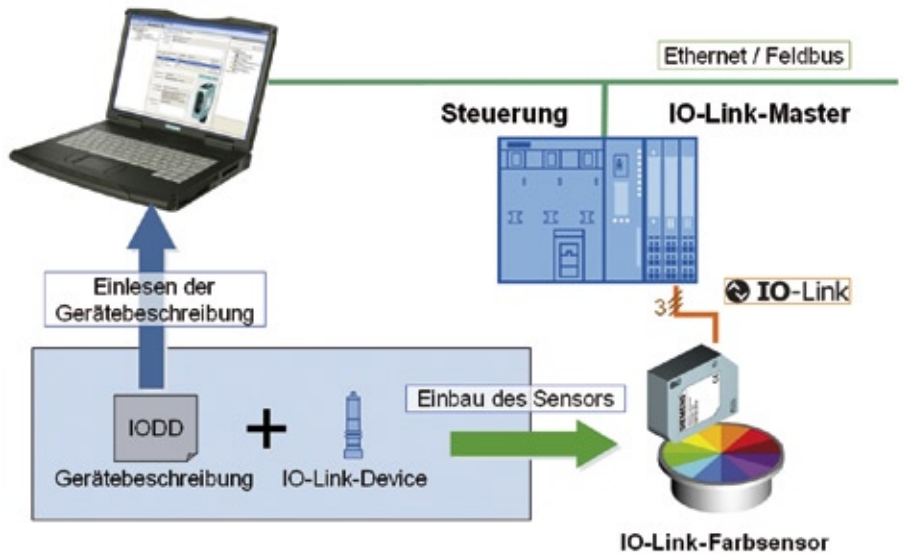 Ethernet / Feldbus
Steuerung
IO-Link-Master
Einlesen der
Gerätebeschreibung
3
IO-Link
IODD
+
Einbau des Sensors
SIEMENS
Gerätebeschreibung
IO-Link-Device
IO-Link-Farbsensor